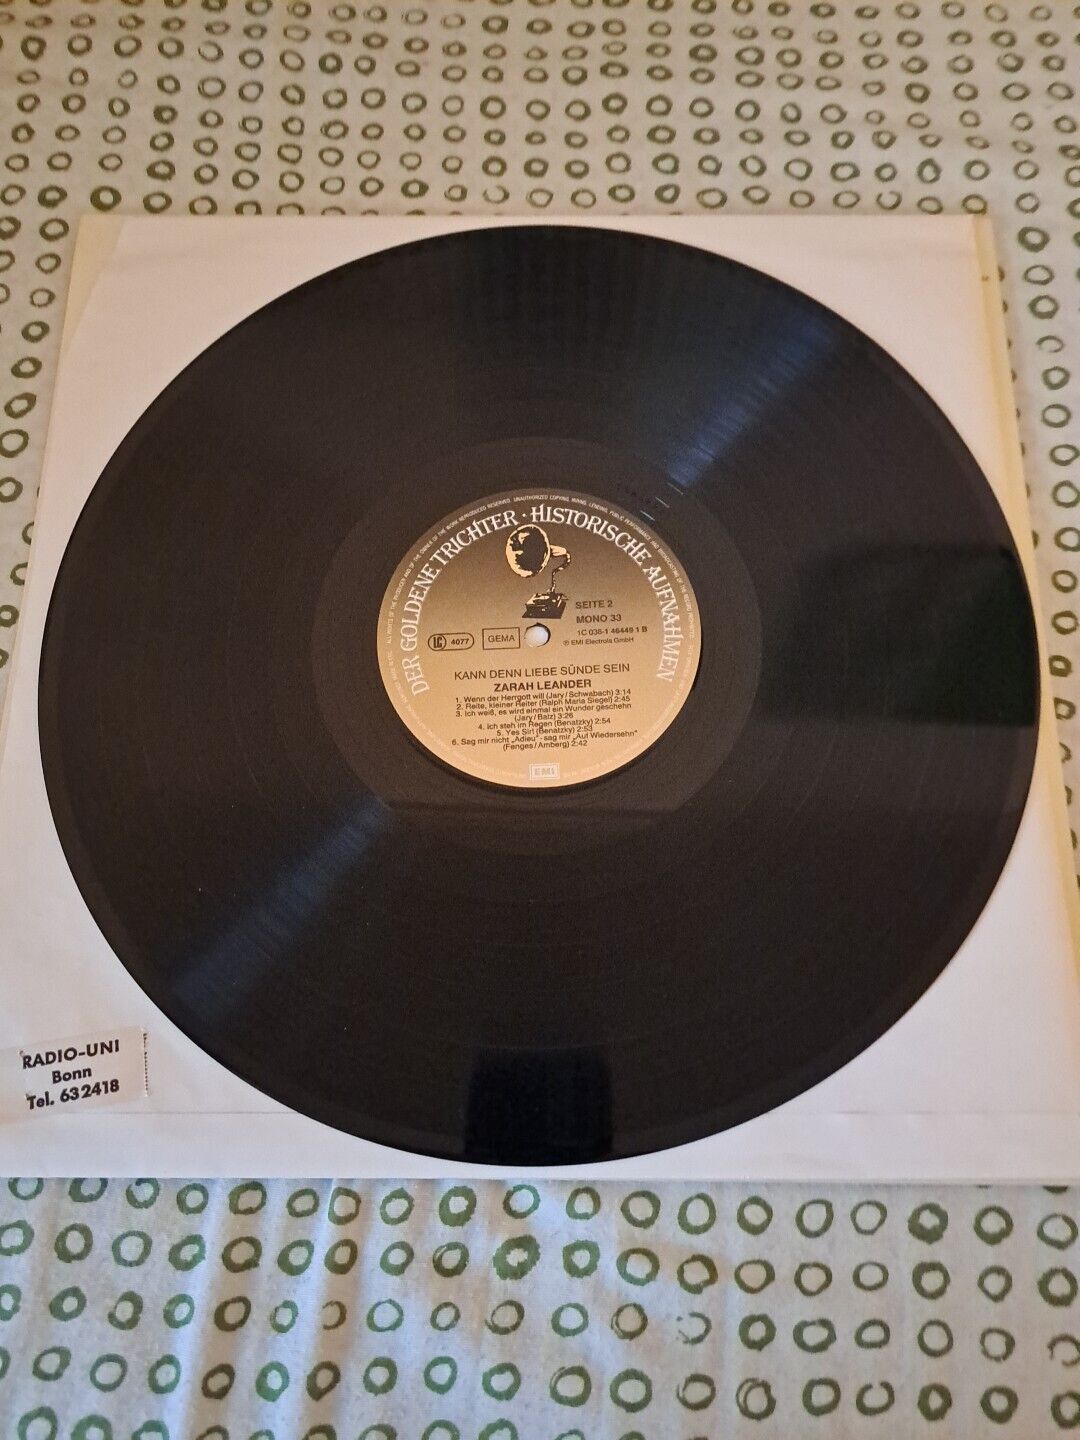 DER GOLDENE TRICHTER · HISTORISCHE AUFNAHMEN
SEITE 2
MONO 33
1C 038-1 46449 1 B
℗ EMI Electrola GmbH
LC 4077
GEMA
KANN DENN LIEBE SÜNDE SEIN
ZARAH LEANDER
1. Wenn der Herrgott will (Jary/Schwabach) 3:14
2. Reite, kleiner Reiter (Ralph Maria Siegel) 2:45
3. Ich weiß, es wird einmal ein Wunder geschehn
(Jary/Balz) 3:26
4. Ich steh im Regen (Benatzky) 2:54
5. Yes Sir! (Benatzky) 2:53
6. Sag mir nicht „Adieu" - sag mir „Auf Wiedersehn"
(Fenges/Amberg) 2:42
EMI
RADIO-UNI
Bonn
Tel. 632418